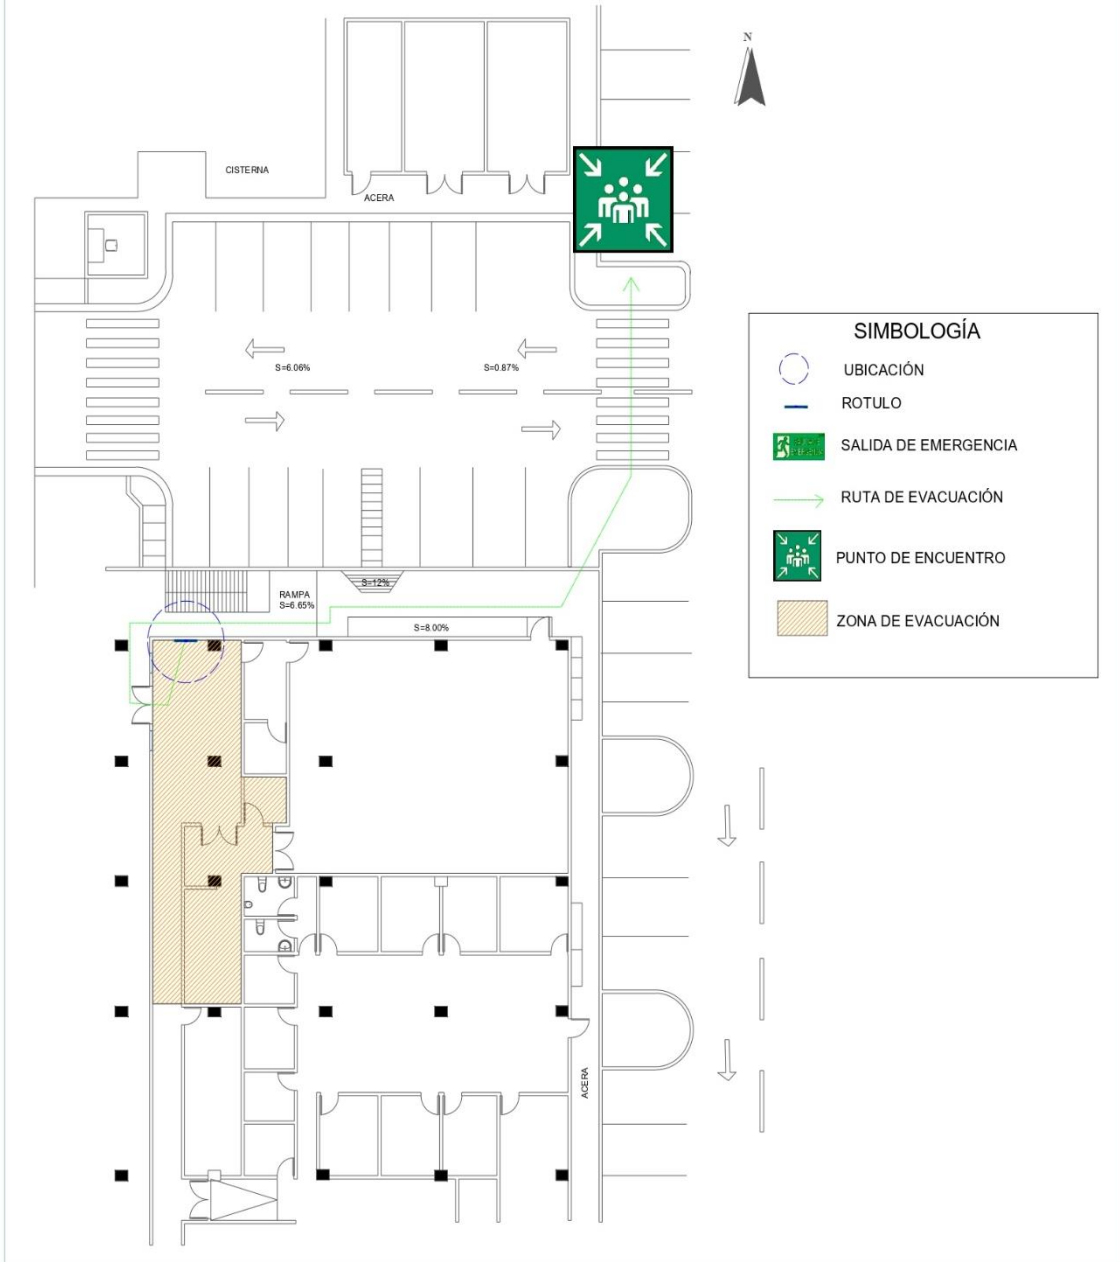 N
CISTERNA
ACERA
S=6.06%
S=0.87%
SIMBOLOGÍA
UBICACIÓN
ROTULO
SALIDA DE EMERGENCIA
RUTA DE EVACUACIÓN
PUNTO DE ENCUENTRO
ZONA DE EVACUACIÓN
S=12%
RAMPA
S=6.65%
S=8.00%
ACERA